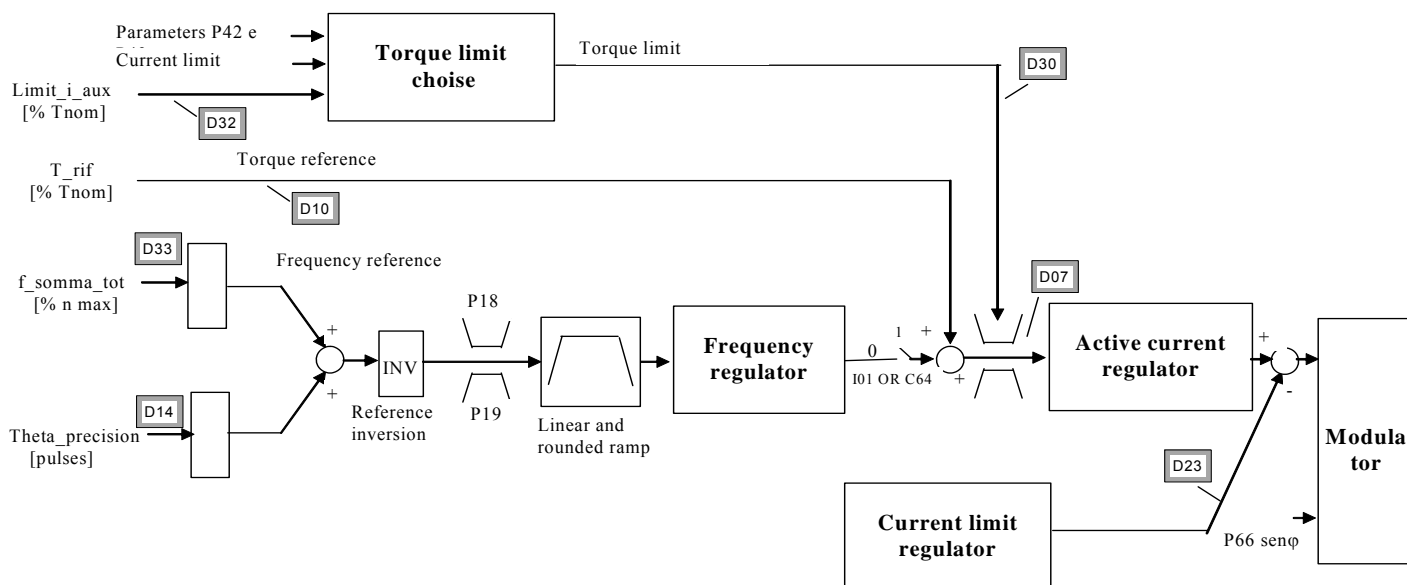 Parameters P42 e
Current limit
Limit_i_aux
[% Tnom]
D32
Torque limit
choise
Torque limit
D30
Torque reference
T_rif
[% Tnom]
D10
D33
f_somma_tot
[% n max]
Frequency reference
+
+
D14
Theta_precision
[pulses]
INV
Reference
inversion
P18
P19
Linear and
rounded ramp
Frequency
regulator
0
1
I01 OR C64
+
+
D07
Active current
regulator
+
-
D23
Current limit
regulator
P66 senφ
Modula
tor